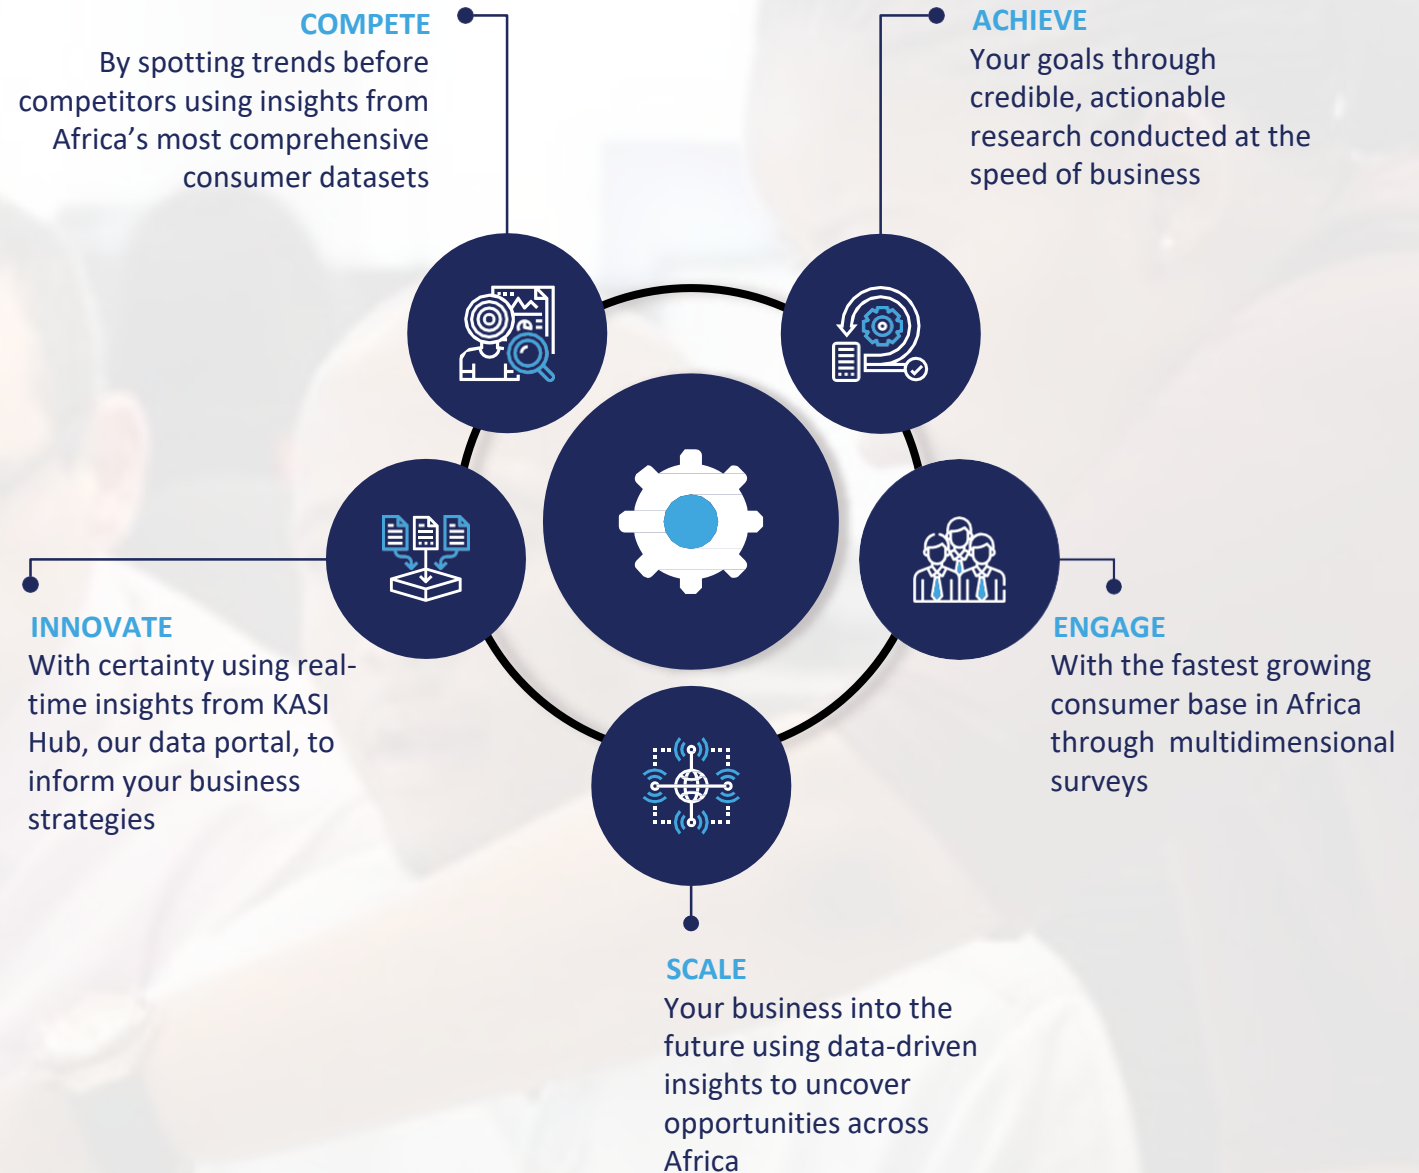 COMPETE
By spotting trends before
competitors using insights from
Africa’s most comprehensive
consumer datasets
ACHIEVE
Your goals through
credible, actionable
research conducted at the
speed of business
INNOVATE
With certainty using real-
time insights from KASI
Hub, our data portal, to
inform your business
strategies
ENGAGE
With the fastest growing
consumer base in Africa
through  multidimensional
surveys
SCALE
Your business into the
future using data-driven
insights to uncover
opportunities across
Africa